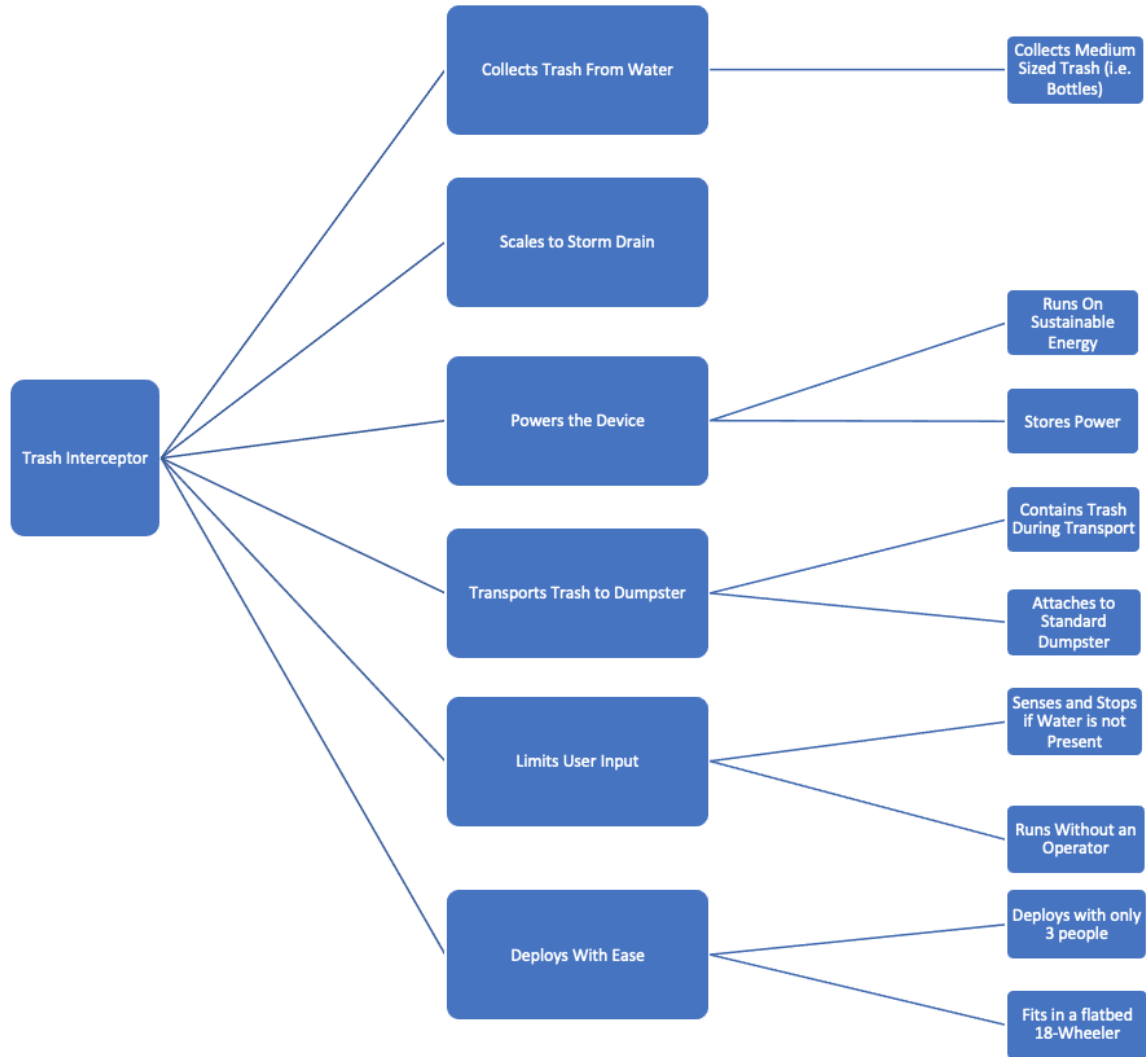 Trash Interceptor
Collects Trash From Water
Scales to Storm Drain
Powers the Device
Transports Trash to Dumpster
Limits User Input
Deploys With Ease
Collects Medium
Sized Trash (i.e.
Bottles)
Runs On
Sustainable
Energy
Stores Power
Contains Trash
During Transport
Attaches to
Standard
Dumpster
Senses and Stops
if Water is not
Present
Runs Without an
Operator
Deploys with only
3 people
Fits in a flatbed
18-Wheeler